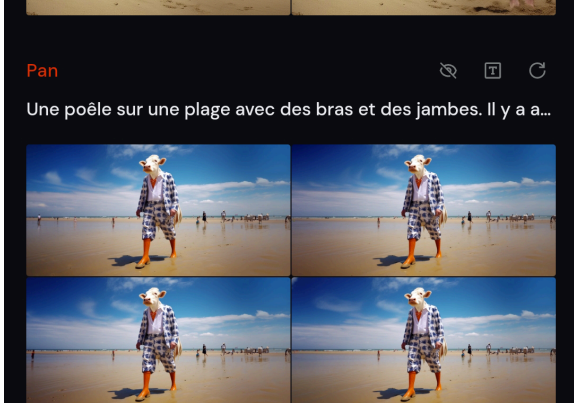 Pan
T
Une poêle sur une plage avec des bras et des jambes. Il y a a...